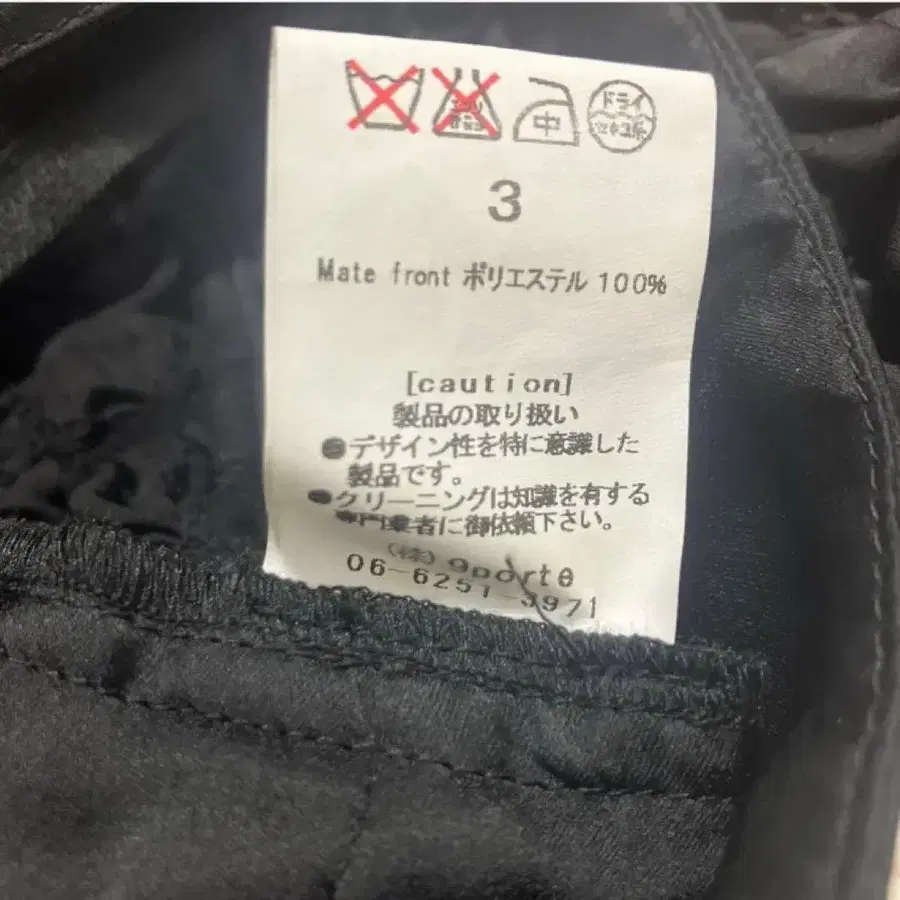 中 ドライ
3
Mate front ポリエステル 100%
[caution]
製品の取り扱い
●デザイン性を特に意識した
製品です。
●クリーニングは知識を有する
専門業者に御依頼下さい。
(株)
06-6251-3971